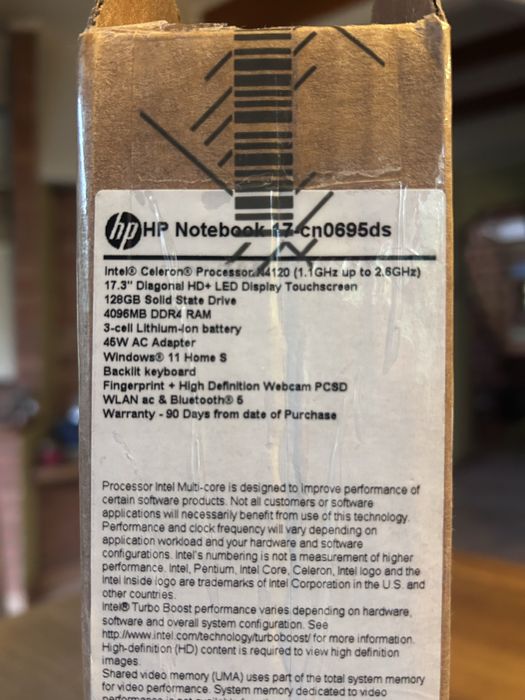 hp HP Notebook 17-cn0695ds
Intel® Celeron® Processor N4120 (1.1GHz up to 2.6GHz)
17.3" Diagonal HD+ LED Display Touchscreen
128GB Solid State Drive
4096MB DDR4 RAM
3-cell Lithium-Ion battery
45W AC Adapter
Windows® 11 Home S
Backlit keyboard
Fingerprint + High Definition Webcam PCSD
WLAN ac & Bluetooth® 5
Warranty - 90 Days from date of Purchase
Processor Intel Multi-core is designed to improve performance of
certain software products. Not all customers or software
applications will necessarily benefit from use of this technology.
Performance and clock frequency will vary depending on
application workload and your hardware and software
configurations. Intel's numbering is not a measurement of higher
performance. Intel, Pentium, Intel Core, Celeron, Intel logo and the
Intel Inside logo are trademarks of Intel Corporation in the U.S. and
other countries.
Intel® Turbo Boost performance varies depending on hardware,
software and overall system configuration. See
http://www.intel.com/technology/turboboost/ for more information.
High-definition (HD) content is required to view high definition
images.
Shared video memory (UMA) uses part of the total system memory
for video performance. System memory dedicated to video